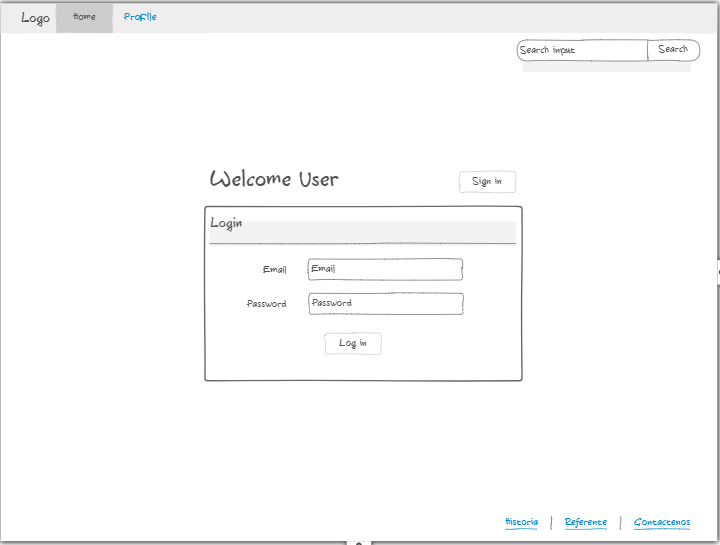 Logo Home Profile
Search input Search
Welcome User Sign in
Login
Email Email
Password Password
Log in
Historia | Referente | Contactenos